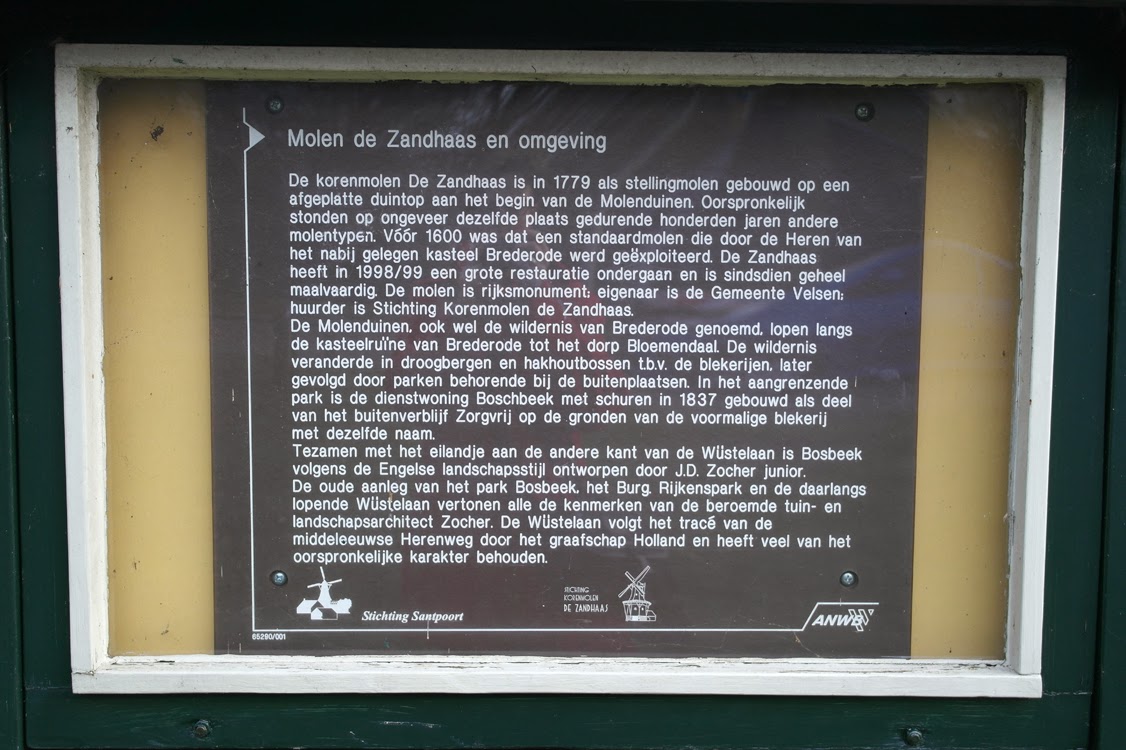 Molen de Zandhaas en omgeving
De korenmolen De Zandhaas is in 1779 als stellingmolen gebouwd op een
afgeplatte duintop aan het begin van de Molenduinen. Oorspronkelijk
stonden op ongeveer dezelfde plaats gedurende honderden jaren andere
molentypen. Vóór 1600 was dat een standaardmolen die door de Heren van
het nabij gelegen kasteel Brederode werd geëxploiteerd. De Zandhaas
heeft in 1998/99 een grote restauratie ondergaan en is sindsdien geheel
maalvaardig. De molen is rijksmonument; eigenaar is de Gemeente Velsen;
huurder is Stichting Korenmolen de Zandhaas.
De Molenduinen, ook wel de wildernis van Brederode genoemd, lopen langs
de kasteelruïne van Brederode tot het dorp Bloemendaal. De wildernis
veranderde in droogbergen en hakhoutbossen t.b.v. de blekerijen, later
gevolgd door parken behorende bij de buitenplaatsen. In het aangrenzende
park is de dienstwoning Boschbeek met schuren in 1837 gebouwd als deel
van het buitenverblijf Zorgvrij op de gronden van de voormalige blekerij
met dezelfde naam.
Tezamen met het eilandje aan de andere kant van de Wüstelaan is Bosbeek
volgens de Engelse landschapsstijl ontworpen door J.D. Zocher junior.
De oude aanleg van het park Bosbeek, het Burg. Rijkenspark en de daarlangs
lopende Wüstelaan vertonen alle de kenmerken van de beroemde tuin- en
landschapsarchitect Zocher. De Wüstelaan volgt het tracé van de
middeleeuwse Herenweg door het graafschap Holland en heeft veel van het
oorspronkelijke karakter behouden.
Stichting Santpoort
STICHTING
KORENMOLEN
DE ZANDHAAS
ANWB
65290/001